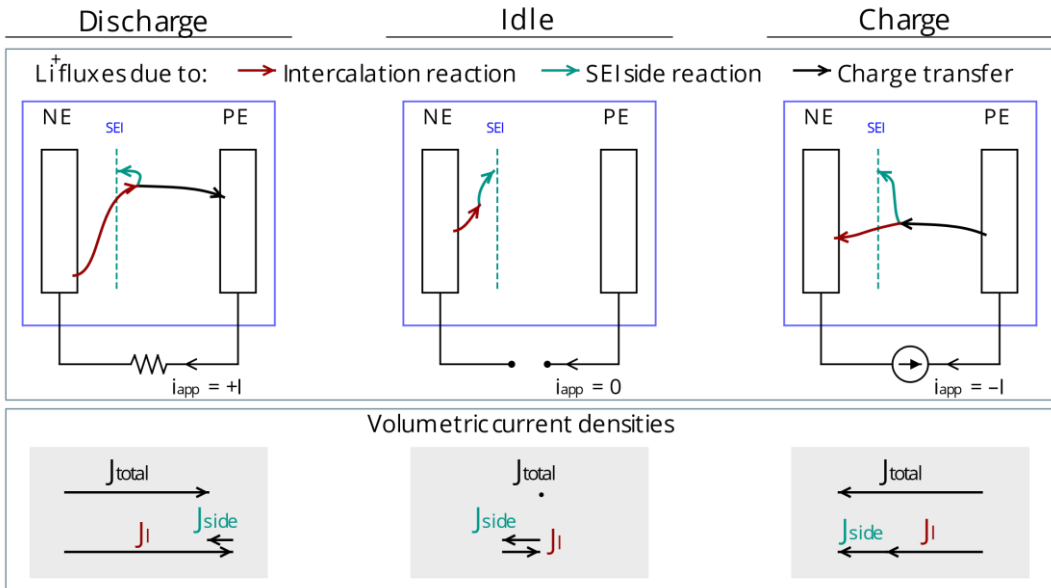 Discharge Idle Charge
Li+ fluxes due to: Intercalation reaction SEI side reaction Charge transfer
NE SEI PE NE SEI PE NE SEI PE
iapp = +I iapp = 0 iapp = –I
Volumetric current densities
Jtotal Jtotal Jtotal
JI Jside Jside JI Jside JI